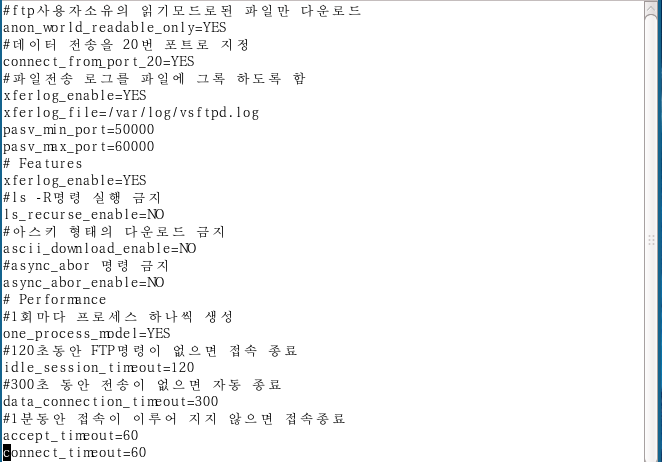 #ftp사용자소유의 읽기모드로된 파일만 다운로드
anon_world_readable_only=YES
#데이터 전송을 20번 포트로 지정
connect_from_port_20=YES
#파일전송 로그를 파일에 그록 하도록 함
xferlog_enable=YES
xferlog_file=/var/log/vsftpd.log
pasv_min_port=50000
pasv_max_port=60000
# Features
xferlog_enable=YES
#ls -R명령 실행 금지
ls_recurse_enable=NO
#아스키 형태의 다운로드 금지
ascii_download_enable=NO
#async_abor 명령 금지
async_abor_enable=NO
# Performance
#1회마다 프로세스 하나씩 생성
one_process_model=YES
#120초동안 FTP명령이 없으면 접속 종료
idle_session_timeout=120
#300초 동안 전송이 없으면 자동 종료
data_connection_timeout=300
#1분동안 접속이 이루어 지지 않으면 접속종료
accept_timeout=60
connect_timeout=60